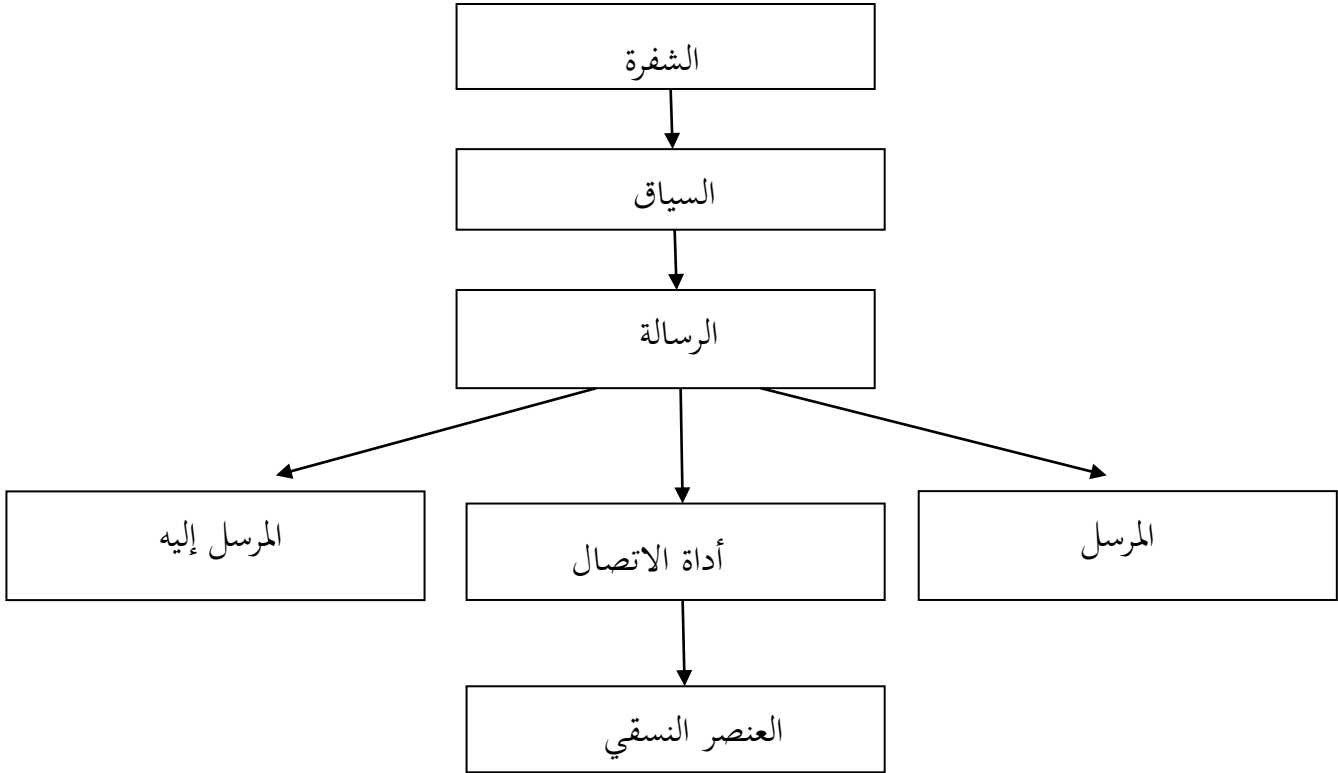 الشفرة
السياق
الرسالة
المرسل
أداة الاتصال
المرسل إليه
العنصر النسقي